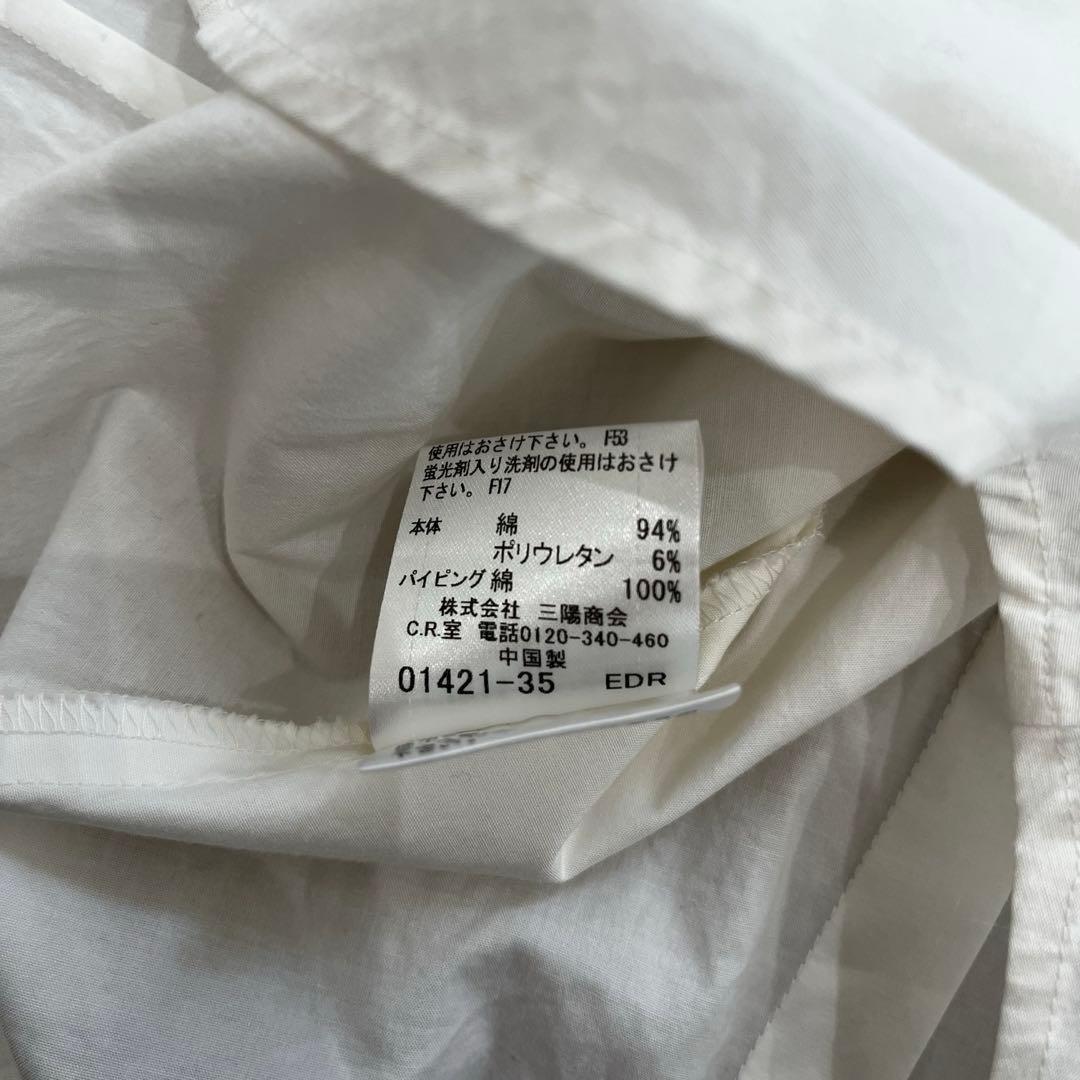 使用はおさけ下さい。 F53
蛍光剤入り洗剤の使用はおさけ
下さい。 F17
本体 綿 94%
ポリウレタン 6%
パイピング 綿 100%
株式会社 三陽商会
C.R.室 電話0120-340-460
中国製
01421-35 EDR